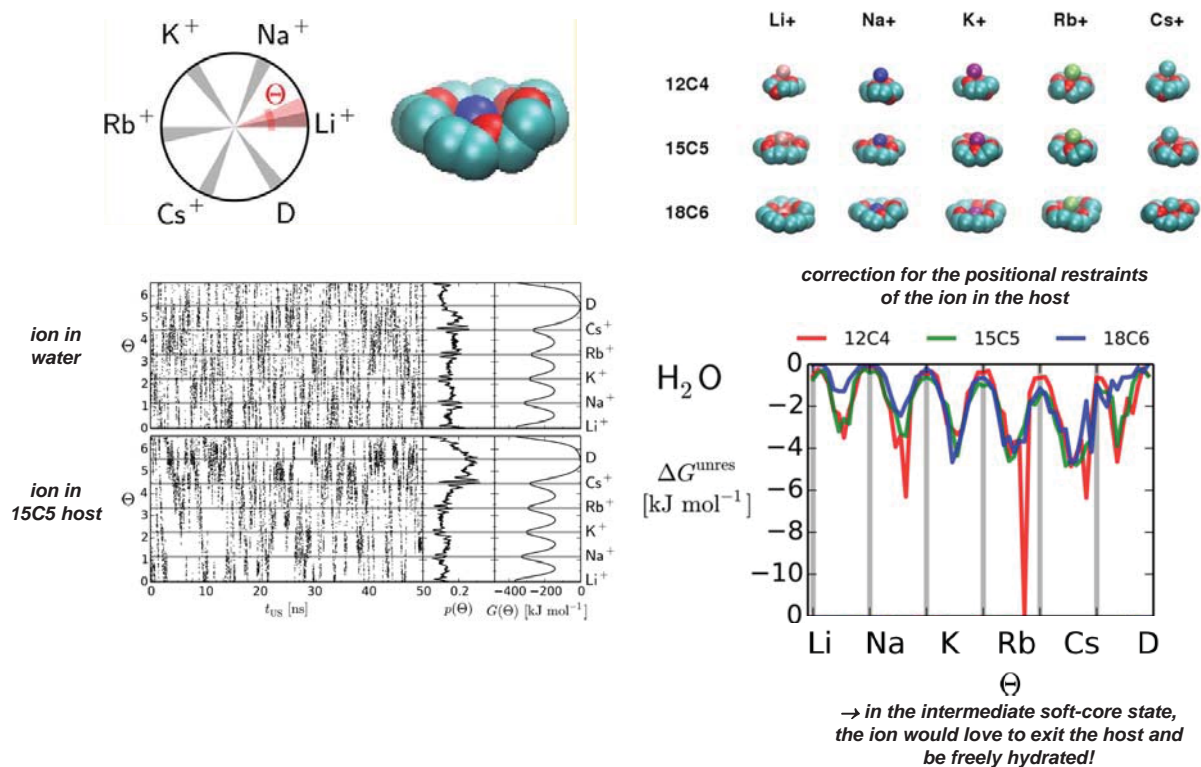 K+ Na+
Θ
Rb+ Li+
Cs+ D
Li+ Na+ K+ Rb+ Cs+
12C4
15C5
18C6
ion in
water
Θ
6
5
4
3
2
1
0
D
Cs+
Rb+
K+
Na+
Li+
ion in
15C5 host
Θ
6
5
4
3
2
1
0
D
Cs+
Rb+
K+
Na+
Li+
0 10 20 30 40 50 0.2 −400 −200 0
tUS [ns] p(Θ) G(Θ) [kJ mol−1]
correction for the positional restraints
of the ion in the host
12C4 15C5 18C6
H2O
ΔGunres
[kJ mol−1]
0
−2
−4
−6
−8
−10
0
Li Na K Rb Cs D
Θ
→ in the intermediate soft-core state,
the ion would love to exit the host and
be freely hydrated!